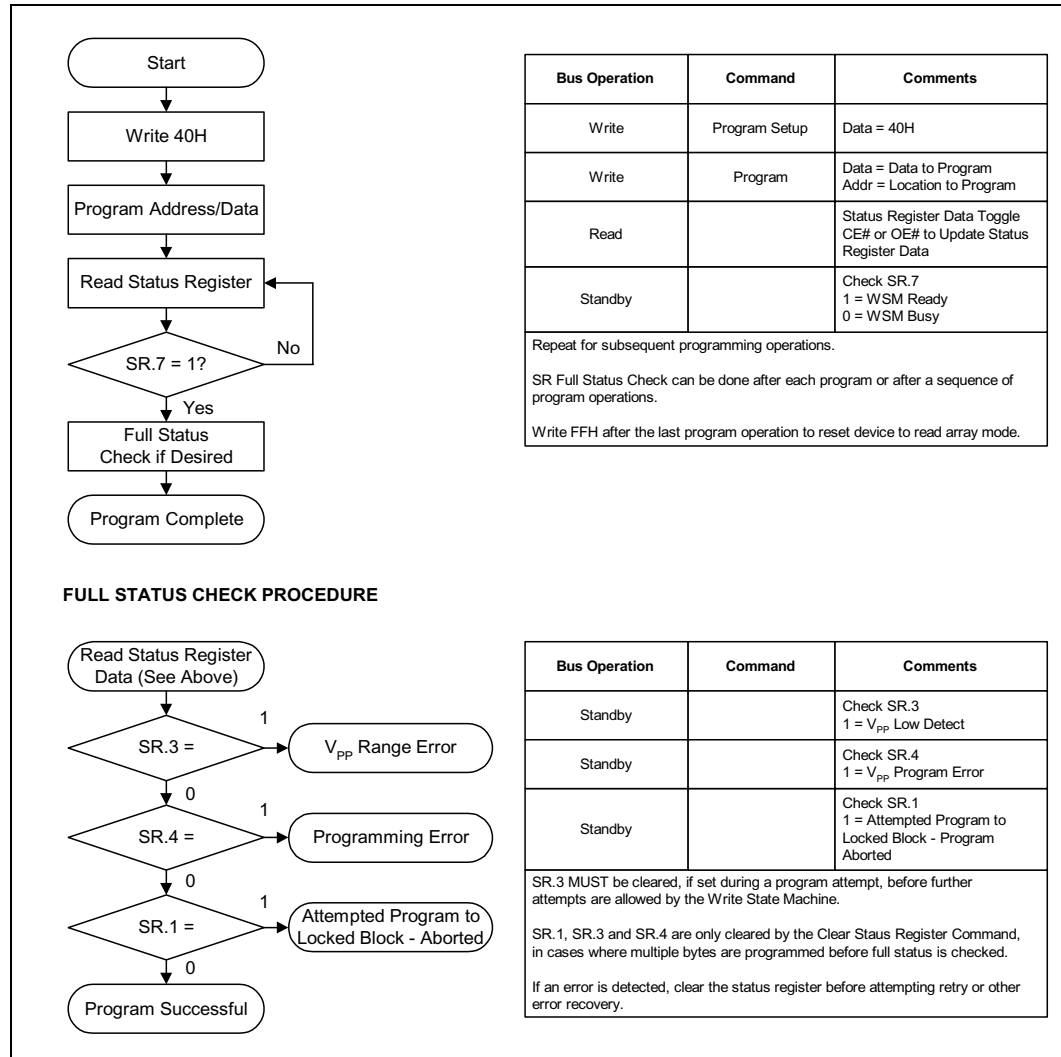 Start
Write 40H
Program Address/Data
Read Status Register
SR.7 = 1?
No
Yes
Full Status
Check if Desired
Program Complete
Bus Operation Command Comments
Write Program Setup Data = 40H
Write Program Data = Data to Program
Addr = Location to Program
Read Status Register Data Toggle
CE# or OE# to Update Status
Register Data
Standby Check SR.7
1 = WSM Ready
0 = WSM Busy
Repeat for subsequent programming operations.
SR Full Status Check can be done after each program or after a sequence of
program operations.
Write FFH after the last program operation to reset device to read array mode.
FULL STATUS CHECK PROCEDURE
Read Status Register
Data (See Above)
SR.3 =
1
VPP Range Error
0
SR.4 =
1
Programming Error
0
SR.1 =
1
Attempted Program to
Locked Block - Aborted
0
Program Successful
Bus Operation Command Comments
Standby Check SR.3
1 = VPP Low Detect
Standby Check SR.4
1 = VPP Program Error
Standby Check SR.1
1 = Attempted Program to
Locked Block - Program
Aborted
SR.3 MUST be cleared, if set during a program attempt, before further
attempts are allowed by the Write State Machine.
SR.1, SR.3 and SR.4 are only cleared by the Clear Staus Register Command,
in cases where multiple bytes are programmed before full status is checked.
If an error is detected, clear the status register before attempting retry or other
error recovery.